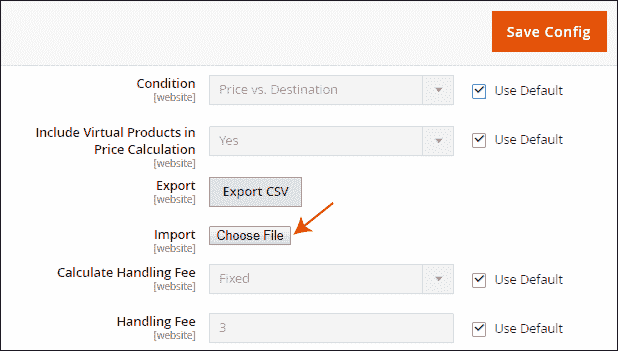 Save Config
Condition
[website]
Price vs. Destination
Use Default
Include Virtual Products in
Price Calculation
[website]
Yes
Use Default
Export
[website]
Export CSV
Import
[website]
Choose File
Calculate Handling Fee
[website]
Fixed
Use Default
Handling Fee
[website]
3
Use Default